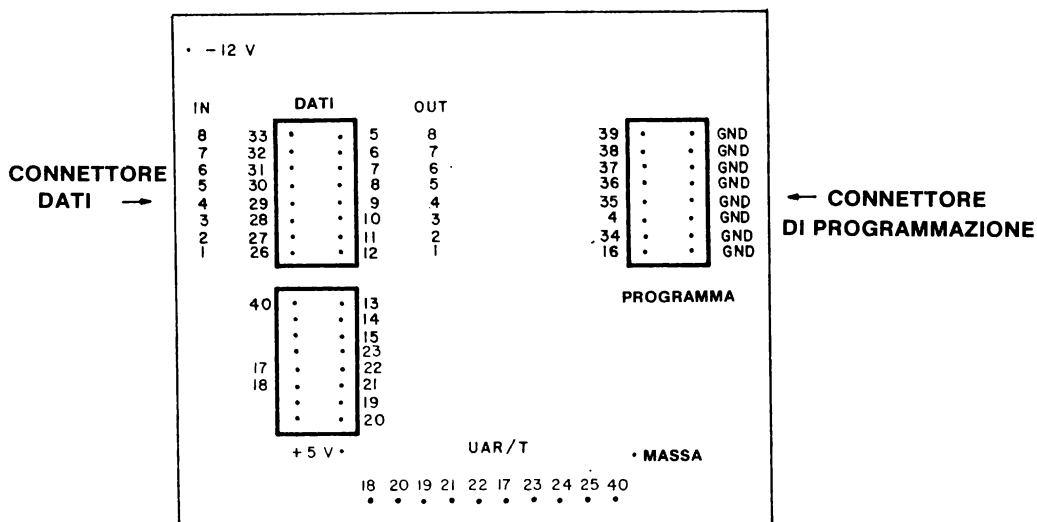 · -12 V
IN DATI OUT
8 33 5 8 39 GND
7 32 6 7 38 GND
6 31 7 6 37 GND
5 30 8 5 36 GND
4 29 9 4 35 GND
3 28 10 3 4 GND
2 27 11 2 34 GND
1 26 12 1 16 GND
CONNETTORE
DATI →
← CONNETTORE
DI PROGRAMMAZIONE
PROGRAMMA
40 13
14
15
23
17 22
18 21
19
20
+5 V·
UAR/T
· MASSA
18 20 19 21 22 17 23 24 25 40